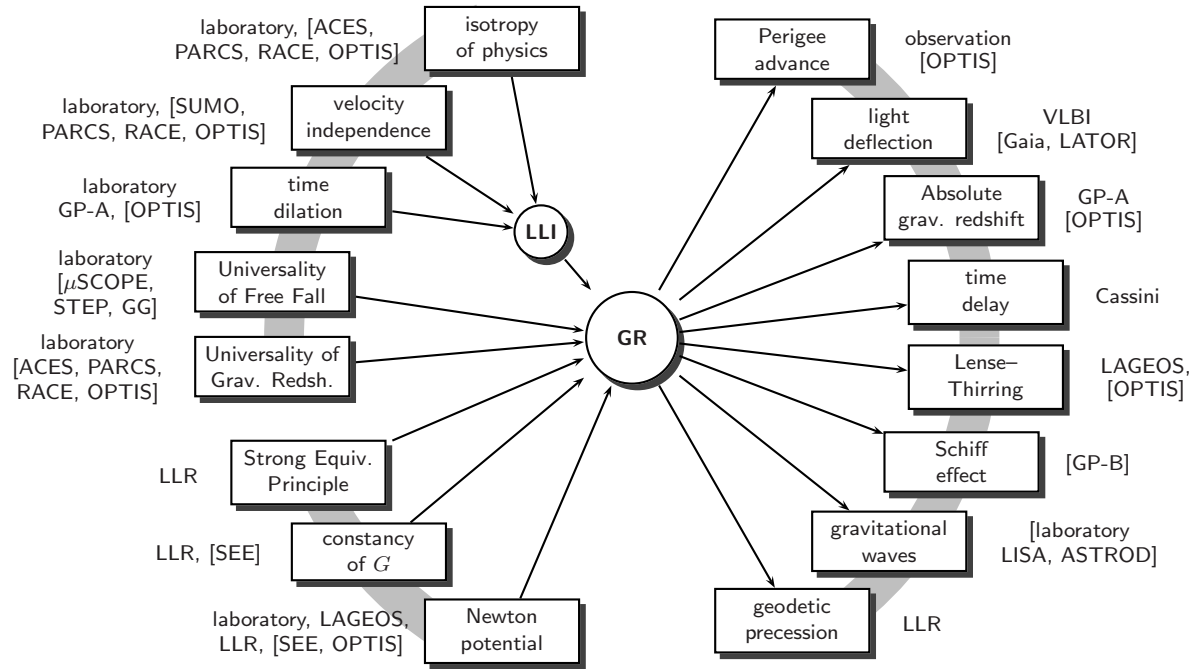 laboratory, [ACES,
PARCS, RACE, OPTIS]
isotropy
of physics
laboratory, [SUMO,
PARCS, RACE, OPTIS]
velocity
independence
laboratory
GP-A, [OPTIS]
time
dilation
LLI
laboratory
[μSCOPE,
STEP, GG]
Universality
of Free Fall
laboratory
[ACES, PARCS,
RACE, OPTIS]
Universality of
Grav. Redsh.
GR
LLR
Strong Equiv.
Principle
LLR, [SEE]
constancy
of G
laboratory, LAGEOS,
LLR, [SEE, OPTIS]
Newton
potential
Perigee
advance
observation
[OPTIS]
light
deflection
VLBI
[Gaia, LATOR]
Absolute
grav. redshift
GP-A
[OPTIS]
time
delay
Cassini
Lense–
Thirring
LAGEOS,
[OPTIS]
Schiff
effect
[GP-B]
gravitational
waves
[laboratory
LISA, ASTROD]
geodetic
precession
LLR